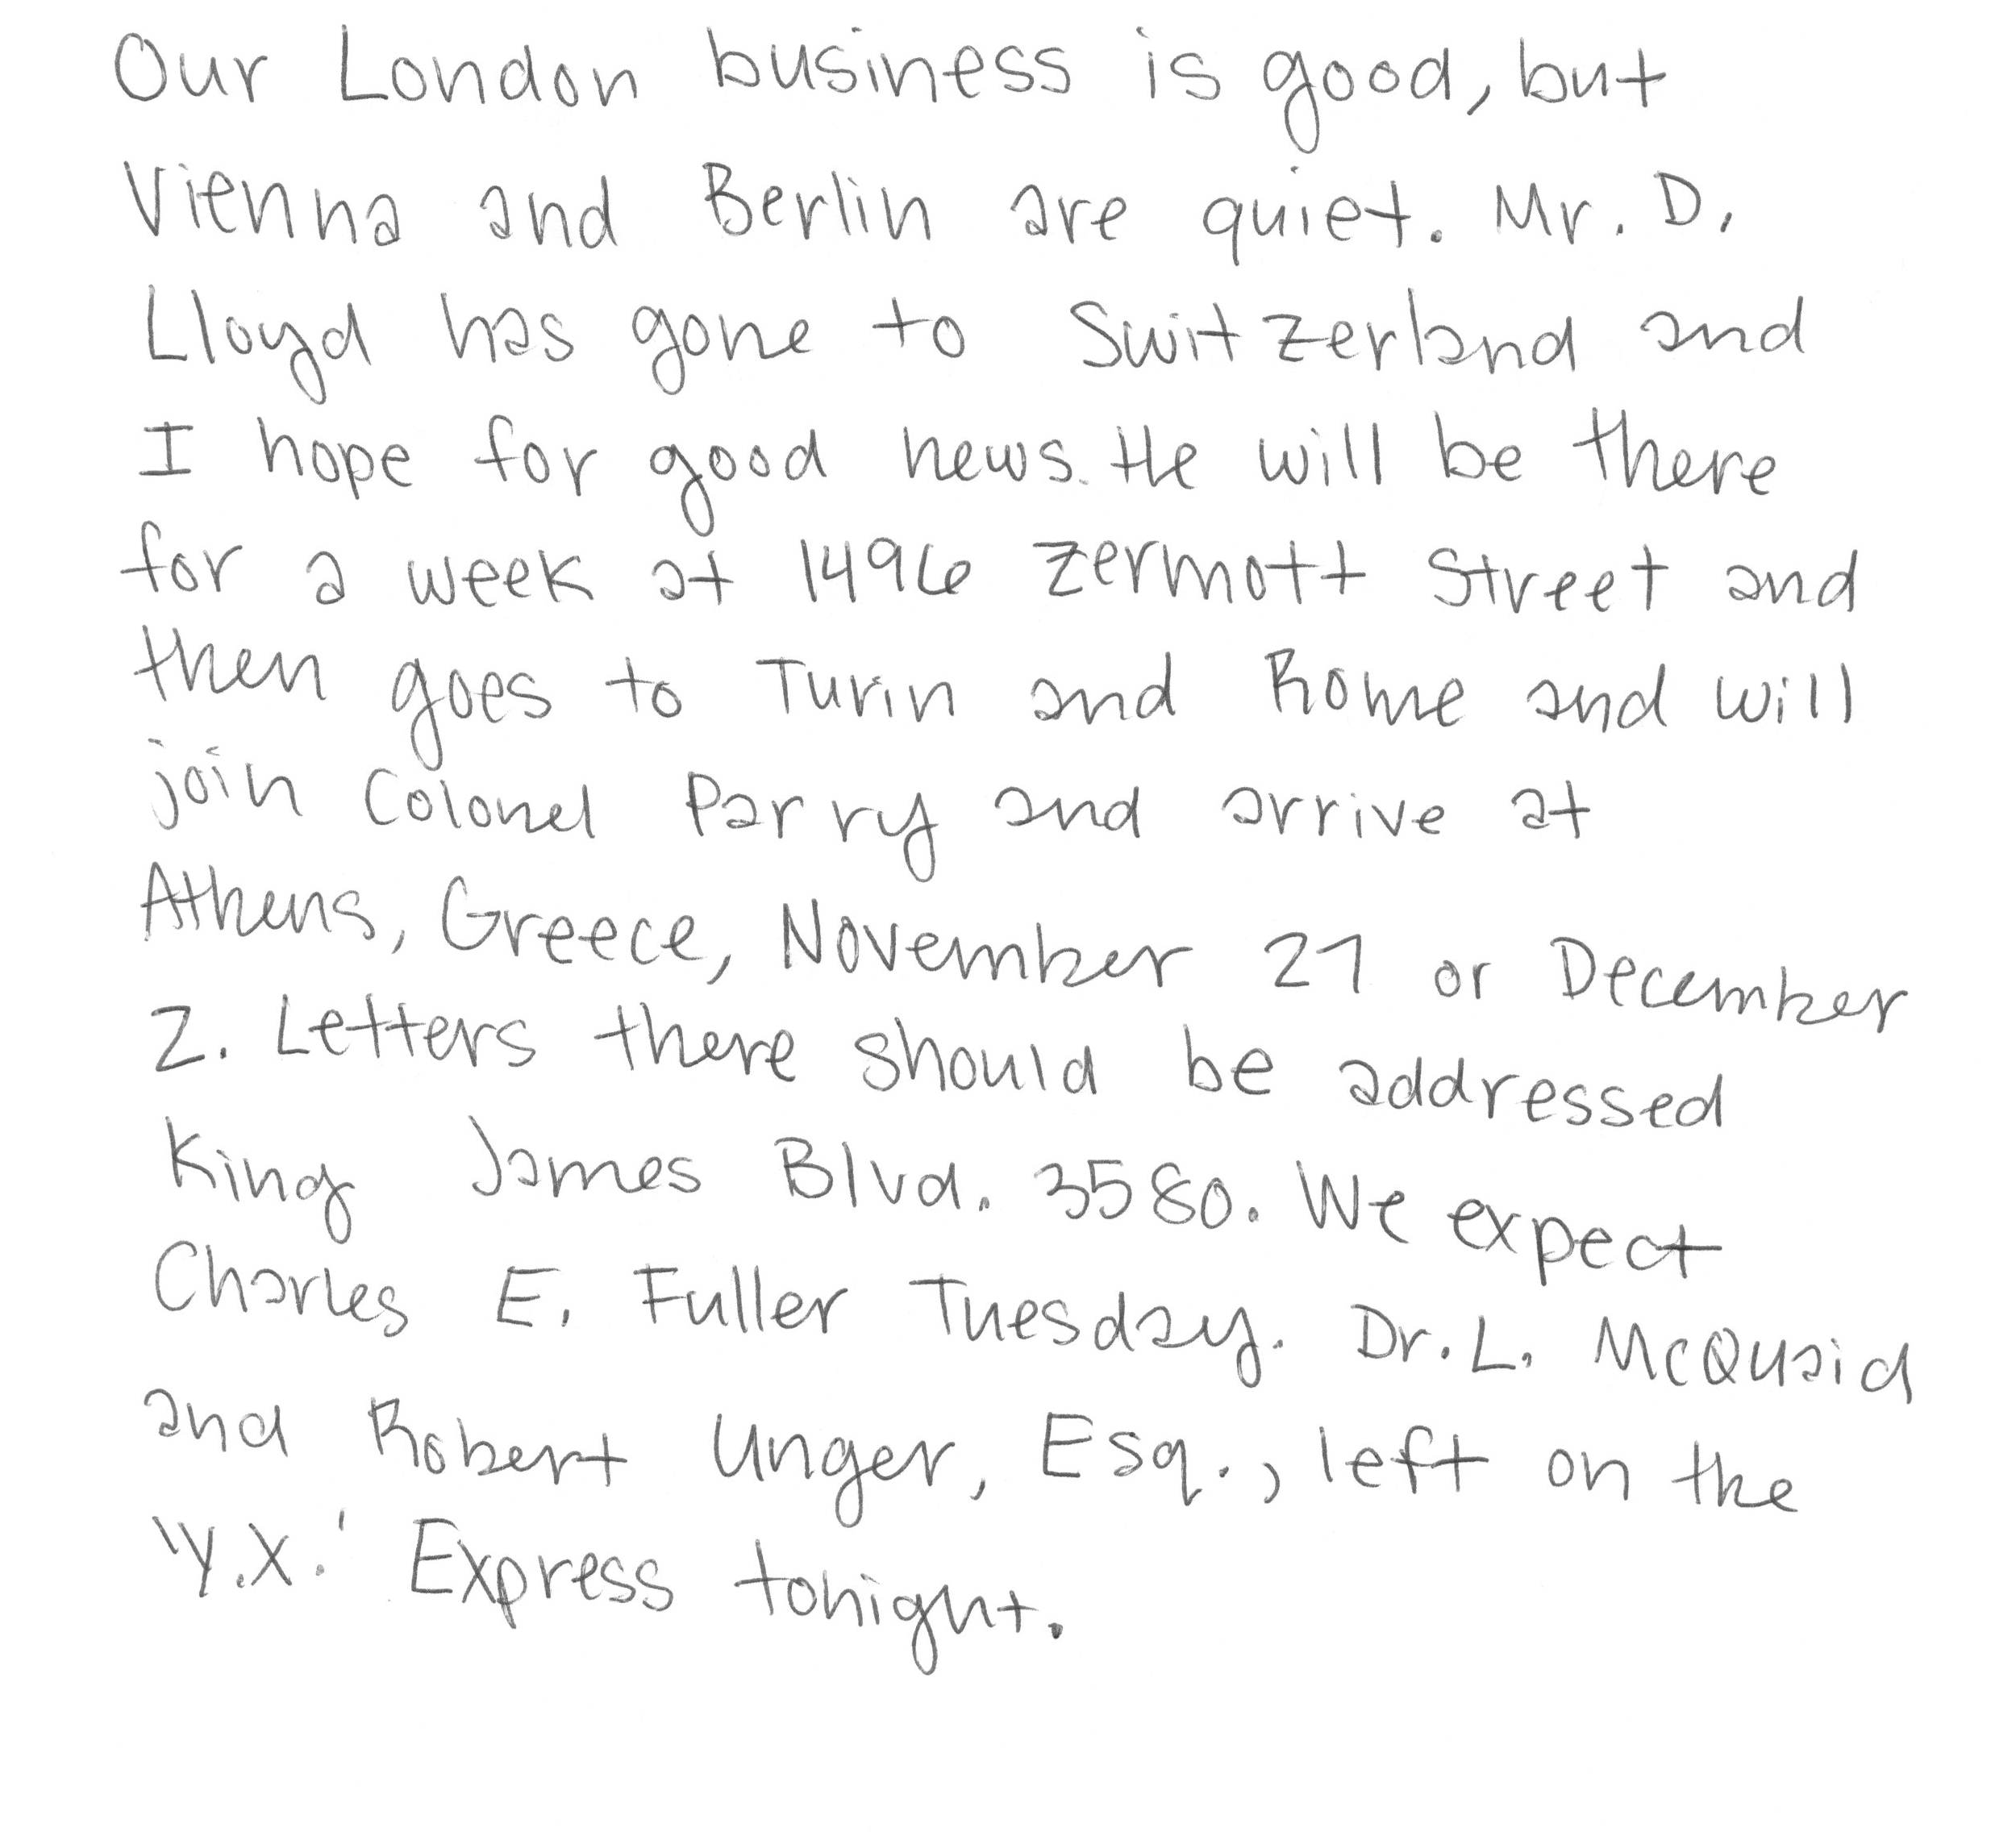 Our London business is good, but
Vienna and Berlin are quiet. Mr. D.
Lloyd has gone to Switzerland and
I hope for good news. He will be there
for a week at 1496 Zermott Street and
then goes to Turin and Rome and will
join Colonel Parry and arrive at
Athens, Greece, November 27 or December
2. Letters there should be addressed
King James Blvd. 3580. We expect
Charles E. Fuller Tuesday. Dr. L. McQuaid
and Robert Unger, Esq., left on the
'Y.X.' Express tonight.